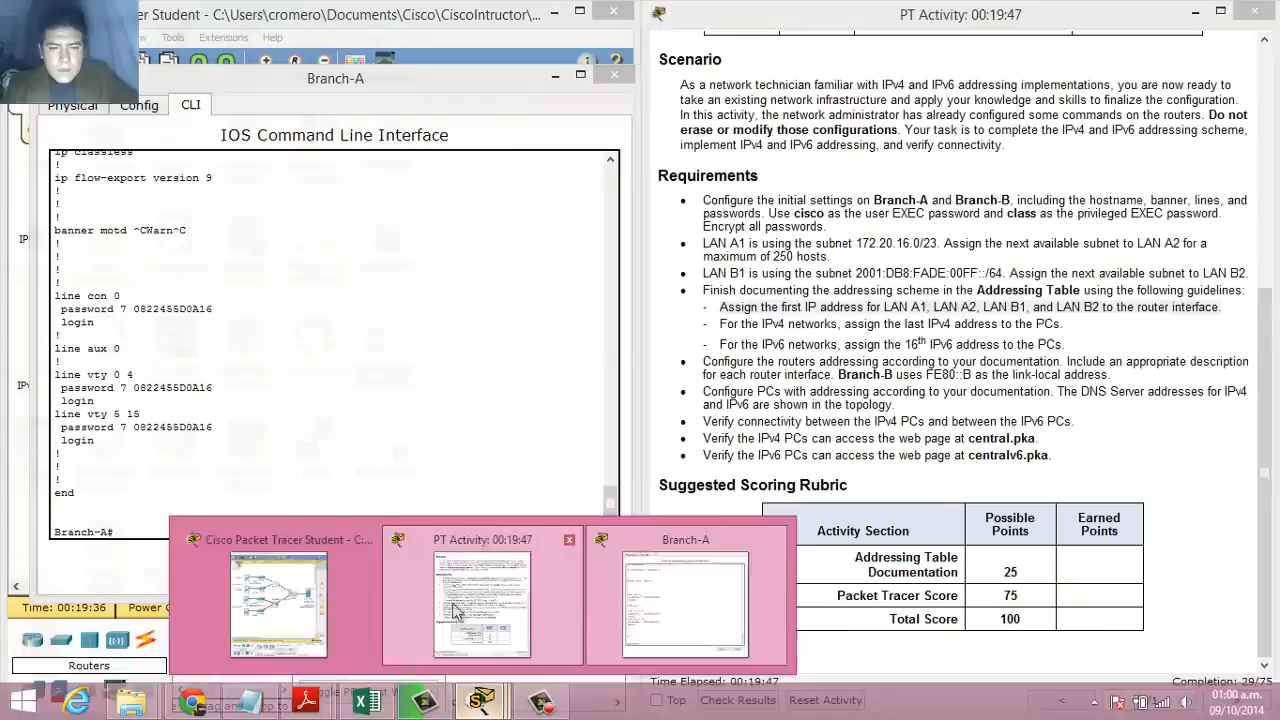 r Student - C:\Users\cromero\Documents\Cisco\CiscoIntructor\...
Tools Extensions Help
Branch-A
Physical Config CLI
IOS Command Line Interface
ip classless
!
ip flow-export version 9
!
!
!
banner motd ^CWarn^C
!
!
!
!
line con 0
password 7 0822455D0A16
login
!
line aux 0
!
line vty 0 4
password 7 0822455D0A16
login
line vty 5 15
password 7 0822455D0A16
login
!
!
!
end
Branch-A#
Time: 00:19:36 Power C
Routers
PT Activity: 00:19:47
Scenario
As a network technician familiar with IPv4 and IPv6 addressing implementations, you are now ready to
take an existing network infrastructure and apply your knowledge and skills to finalize the configuration.
In this activity, the network administrator has already configured some commands on the routers. Do not
erase or modify those configurations. Your task is to complete the IPv4 and IPv6 addressing scheme,
implement IPv4 and IPv6 addressing, and verify connectivity.
Requirements
• Configure the initial settings on Branch-A and Branch-B, including the hostname, banner, lines, and
passwords. Use cisco as the user EXEC password and class as the privileged EXEC password.
Encrypt all passwords.
• LAN A1 is using the subnet 172.20.16.0/23. Assign the next available subnet to LAN A2 for a
maximum of 250 hosts.
• LAN B1 is using the subnet 2001:DB8:FADE:00FF::/64. Assign the next available subnet to LAN B2.
• Finish documenting the addressing scheme in the Addressing Table using the following guidelines:
- Assign the first IP address for LAN A1, LAN A2, LAN B1, and LAN B2 to the router interface.
- For the IPv4 networks, assign the last IPv4 address to the PCs.
- For the IPv6 networks, assign the 16th IPv6 address to the PCs.
• Configure the routers addressing according to your documentation. Include an appropriate description
for each router interface. Branch-B uses FE80::B as the link-local address.
• Configure PCs with addressing according to your documentation. The DNS Server addresses for IPv4
and IPv6 are shown in the topology.
• Verify connectivity between the IPv4 PCs and between the IPv6 PCs.
• Verify the IPv4 PCs can access the web page at central.pka.
• Verify the IPv6 PCs can access the web page at centralv6.pka.
Suggested Scoring Rubric
Activity Section Possible Points Earned Points
Addressing Table Documentation 25
Packet Tracer Score 75
Total Score 100
Cisco Packet Tracer Student - C:... PT Activity: 00:19:47 Branch-A
Time Elapsed: 00:19:47 Completion: 29/75
Top Check Results Reset Activity
01:00 a.m.
09/10/2014